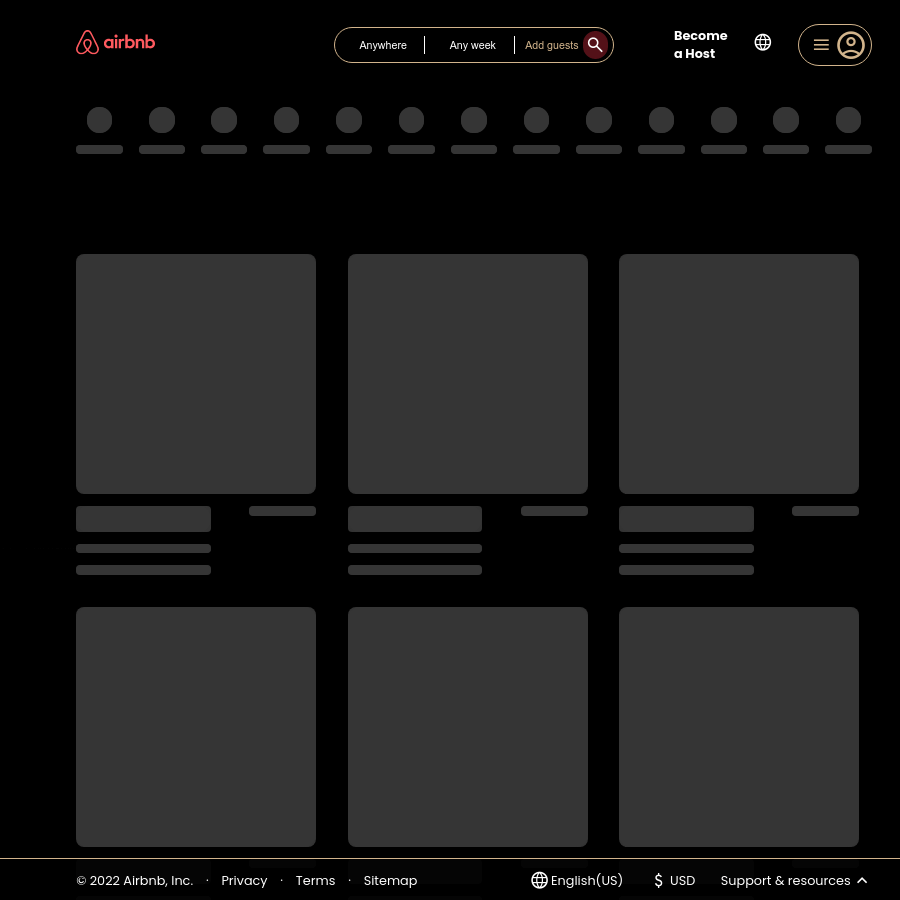 airbnb
Anywhere
Any week
Add guests
Become
a Host
© 2022 Airbnb, Inc. · Privacy · Terms · Sitemap
English(US)
$ USD
Support & resources